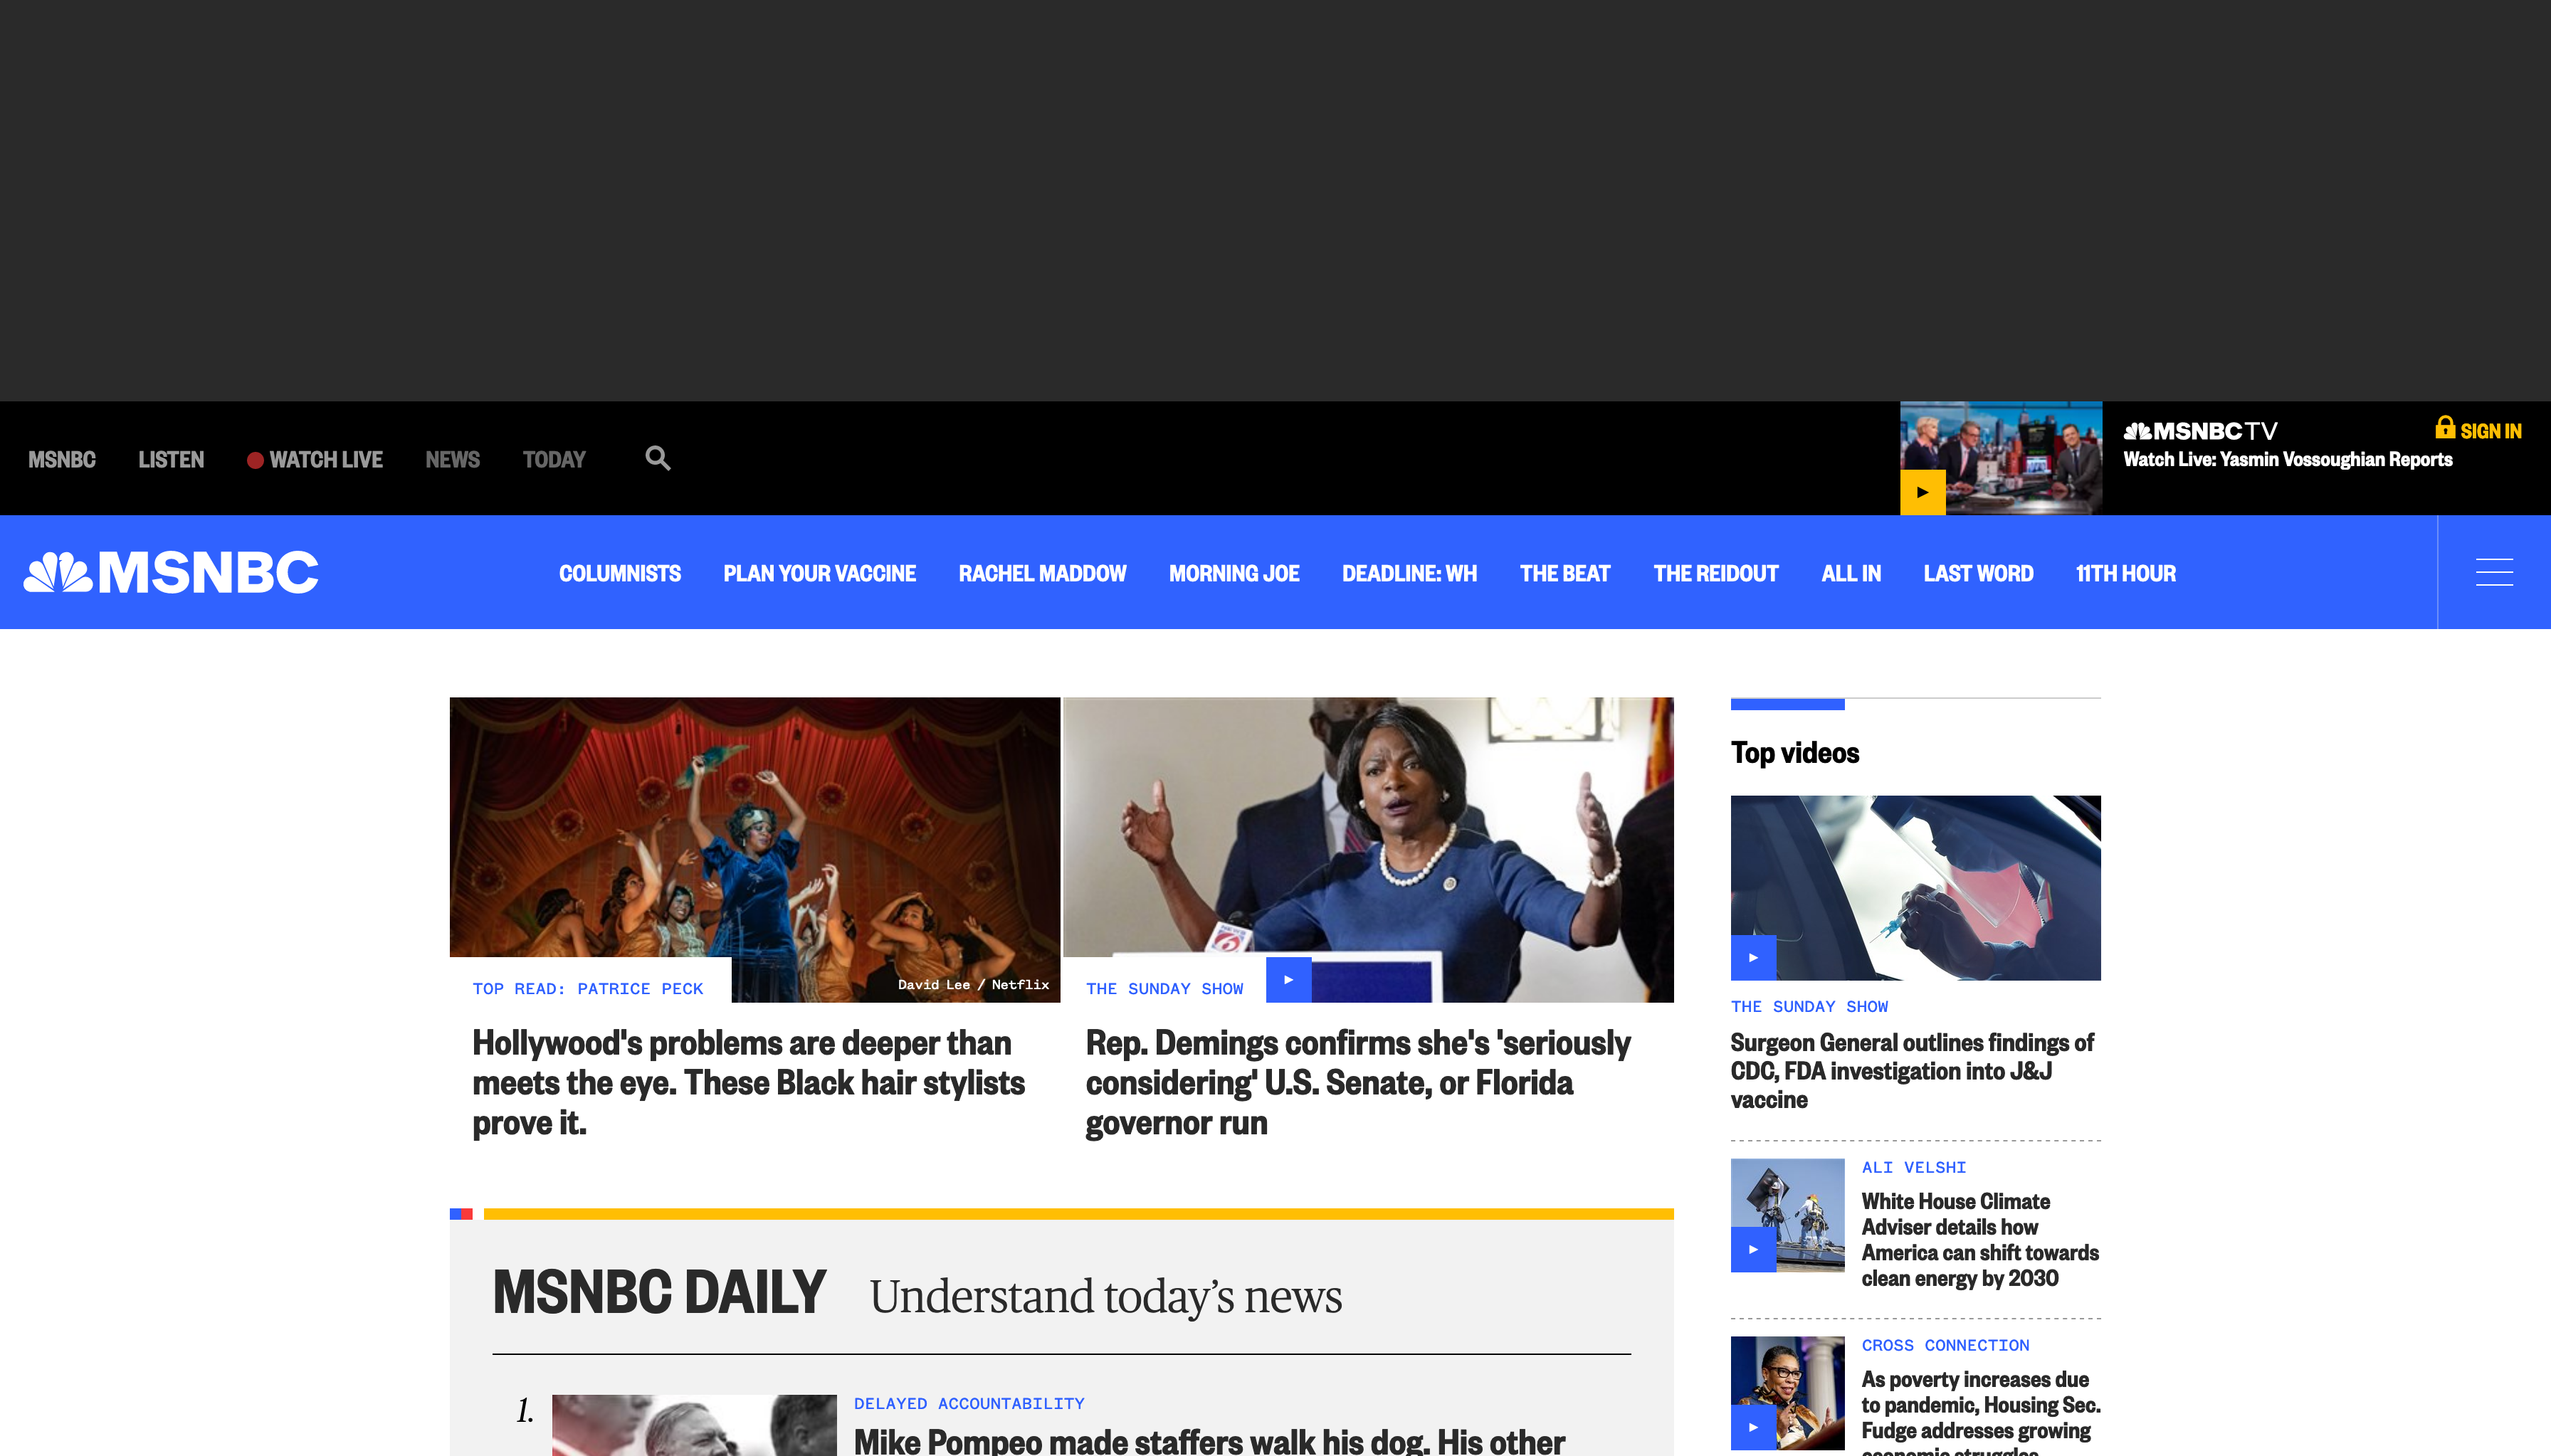 MSNBC
LISTEN
WATCH LIVE
NEWS
TODAY
MSNBC TV
SIGN IN
Watch Live: Yasmin Vossoughian Reports
MSNBC
COLUMNISTS
PLAN YOUR VACCINE
RACHEL MADDOW
MORNING JOE
DEADLINE: WH
THE BEAT
THE REIDOUT
ALL IN
LAST WORD
11TH HOUR
David Lee / Netflix
TOP READ: PATRICE PECK
Hollywood's problems are deeper than
meets the eye. These Black hair stylists
prove it.
NEWS
6
THE SUNDAY SHOW
Rep. Demings confirms she's 'seriously
considering' U.S. Senate, or Florida
governor run
MSNBC DAILY
Understand today’s news
1.
DELAYED ACCOUNTABILITY
Mike Pompeo made staffers walk his dog. His other
Top videos
THE SUNDAY SHOW
Surgeon General outlines findings of
CDC, FDA investigation into J&J
vaccine
ALI VELSHI
White House Climate
Adviser details how
America can shift towards
clean energy by 2030
CROSS CONNECTION
As poverty increases due
to pandemic, Housing Sec.
Fudge addresses growing
economic struggles